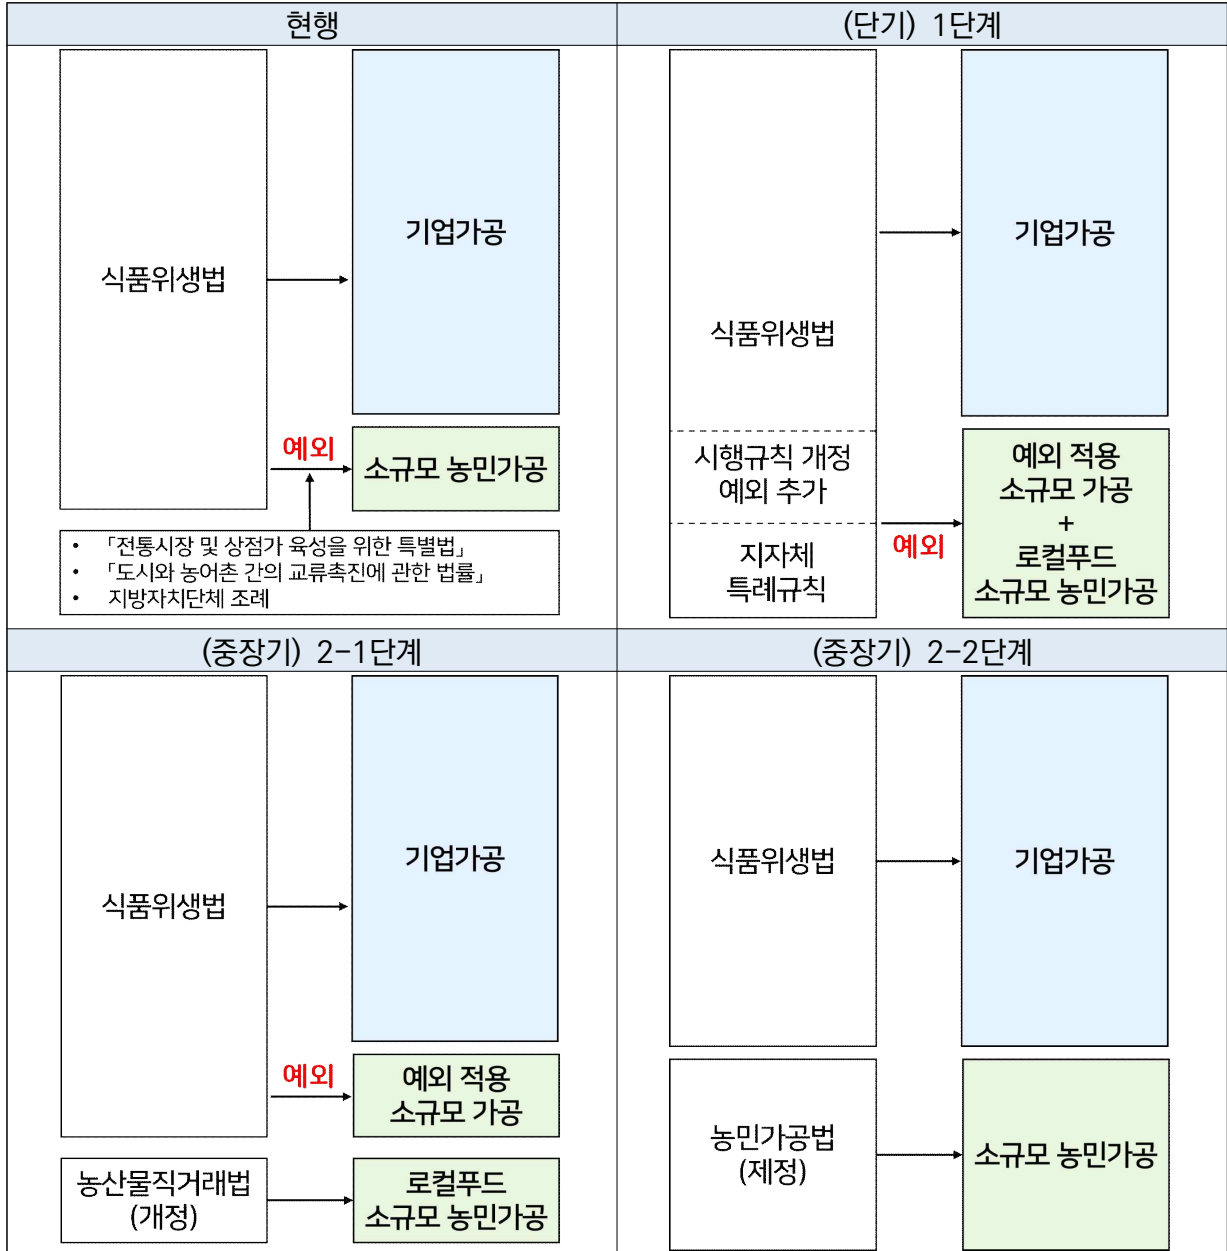 현행
식품위생법
기업가공
예외
소규모 농민가공
• 「전통시장 및 상점가 육성을 위한 특별법」
• 「도시와 농어촌 간의 교류촉진에 관한 법률」
• 지방자치단체 조례
(단기) 1단계
식품위생법
기업가공
시행규칙 개정
예외 추가
지자체
특례규칙
예외
예외 적용
소규모 가공
+
로컬푸드
소규모 농민가공
(중장기) 2-1단계
식품위생법
기업가공
예외
예외 적용
소규모 가공
농산물직거래법
(개정)
로컬푸드
소규모 농민가공
(중장기) 2-2단계
식품위생법
기업가공
농민가공법
(제정)
소규모 농민가공